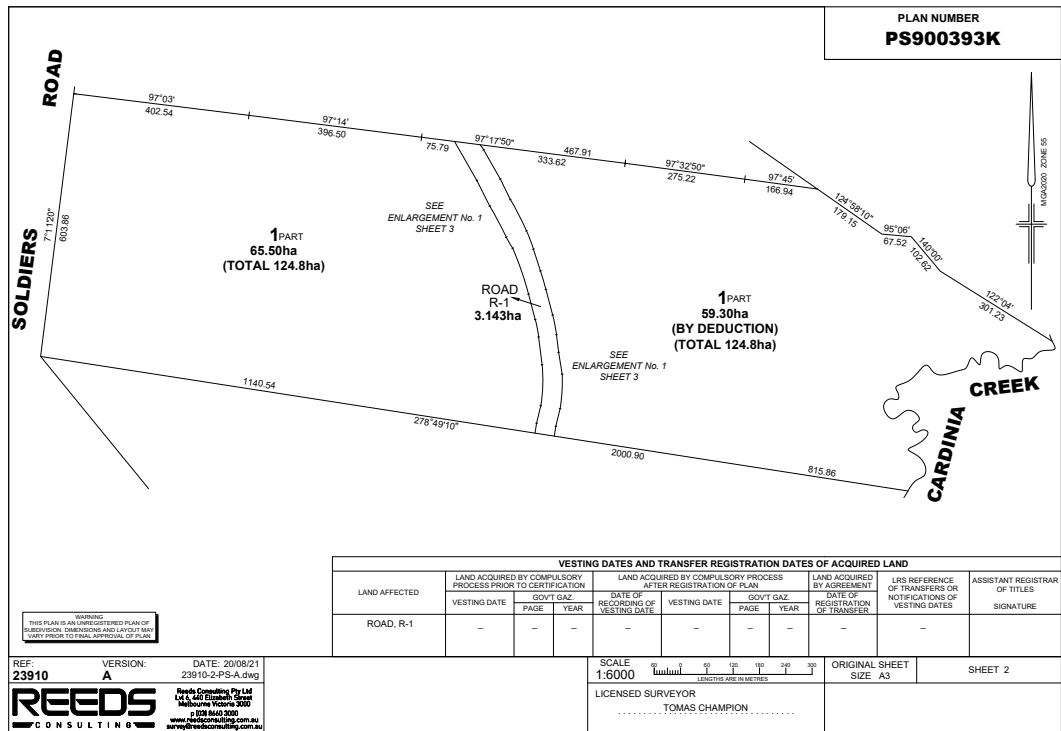 PLAN NUMBER
PS900393K
ROAD
SOLDIERS
97°03'
402.54
97°14'
396.50
75.79
97°17'50"
467.91
333.62
97°32'50"
275.22
97°45'
166.94
124°58'10"
179.15
95°06'
67.52
140°00'
102.62
122°04'
301.23
MGA2020 ZONE 55
7°11'20"
603.86
SEE
ENLARGEMENT No. 1
SHEET 3
1 PART
65.50ha
(TOTAL 124.8ha)
ROAD
R-1
3.143ha
1 PART
59.30ha
(BY DEDUCTION)
(TOTAL 124.8ha)
SEE
ENLARGEMENT No. 1
SHEET 3
1140.54
278°49'10"
2000.90
815.86
CARDINIA
CREEK
VESTING DATES AND TRANSFER REGISTRATION DATES OF ACQUIRED LAND
LAND AFFECTED
LAND ACQUIRED BY COMPULSORY
PROCESS PRIOR TO CERTIFICATION
VESTING DATE
GOV'T GAZ.
PAGE
YEAR
LAND ACQUIRED BY COMPULSORY PROCESS
AFTER REGISTRATION OF PLAN
DATE OF
RECORDING OF
VESTING DATE
VESTING DATE
GOV'T GAZ.
PAGE
YEAR
LAND ACQUIRED
BY AGREEMENT
DATE OF
REGISTRATION
OF TRANSFER
LRS REFERENCE
OF TRANSFERS OR
NOTIFICATIONS OF
VESTING DATES
ASSISTANT REGISTRAR
OF TITLES
SIGNATURE
ROAD, R-1 – – – – – – – – –
WARNING
THIS PLAN IS AN UNREGISTERED PLAN OF
SUBDIVISION. DIMENSIONS AND LAYOUT MAY
VARY PRIOR TO FINAL APPROVAL OF PLAN
REF:
23910
VERSION:
A
DATE: 20/08/21
23910-2-PS-A.dwg
REEDS
CONSULTING
Reeds Consulting Pty Ltd
Lvl 6, 440 Elizabeth Street
Melbourne Victoria 3000
p (03) 8660 3000
www.reedsconsulting.com.au
survey@reedsconsulting.com.au
SCALE
1:6000
60 0 60 120 180 240 300
LENGTHS ARE IN METRES
LICENSED SURVEYOR
TOMAS CHAMPION
ORIGINAL SHEET
SIZE A3
SHEET 2